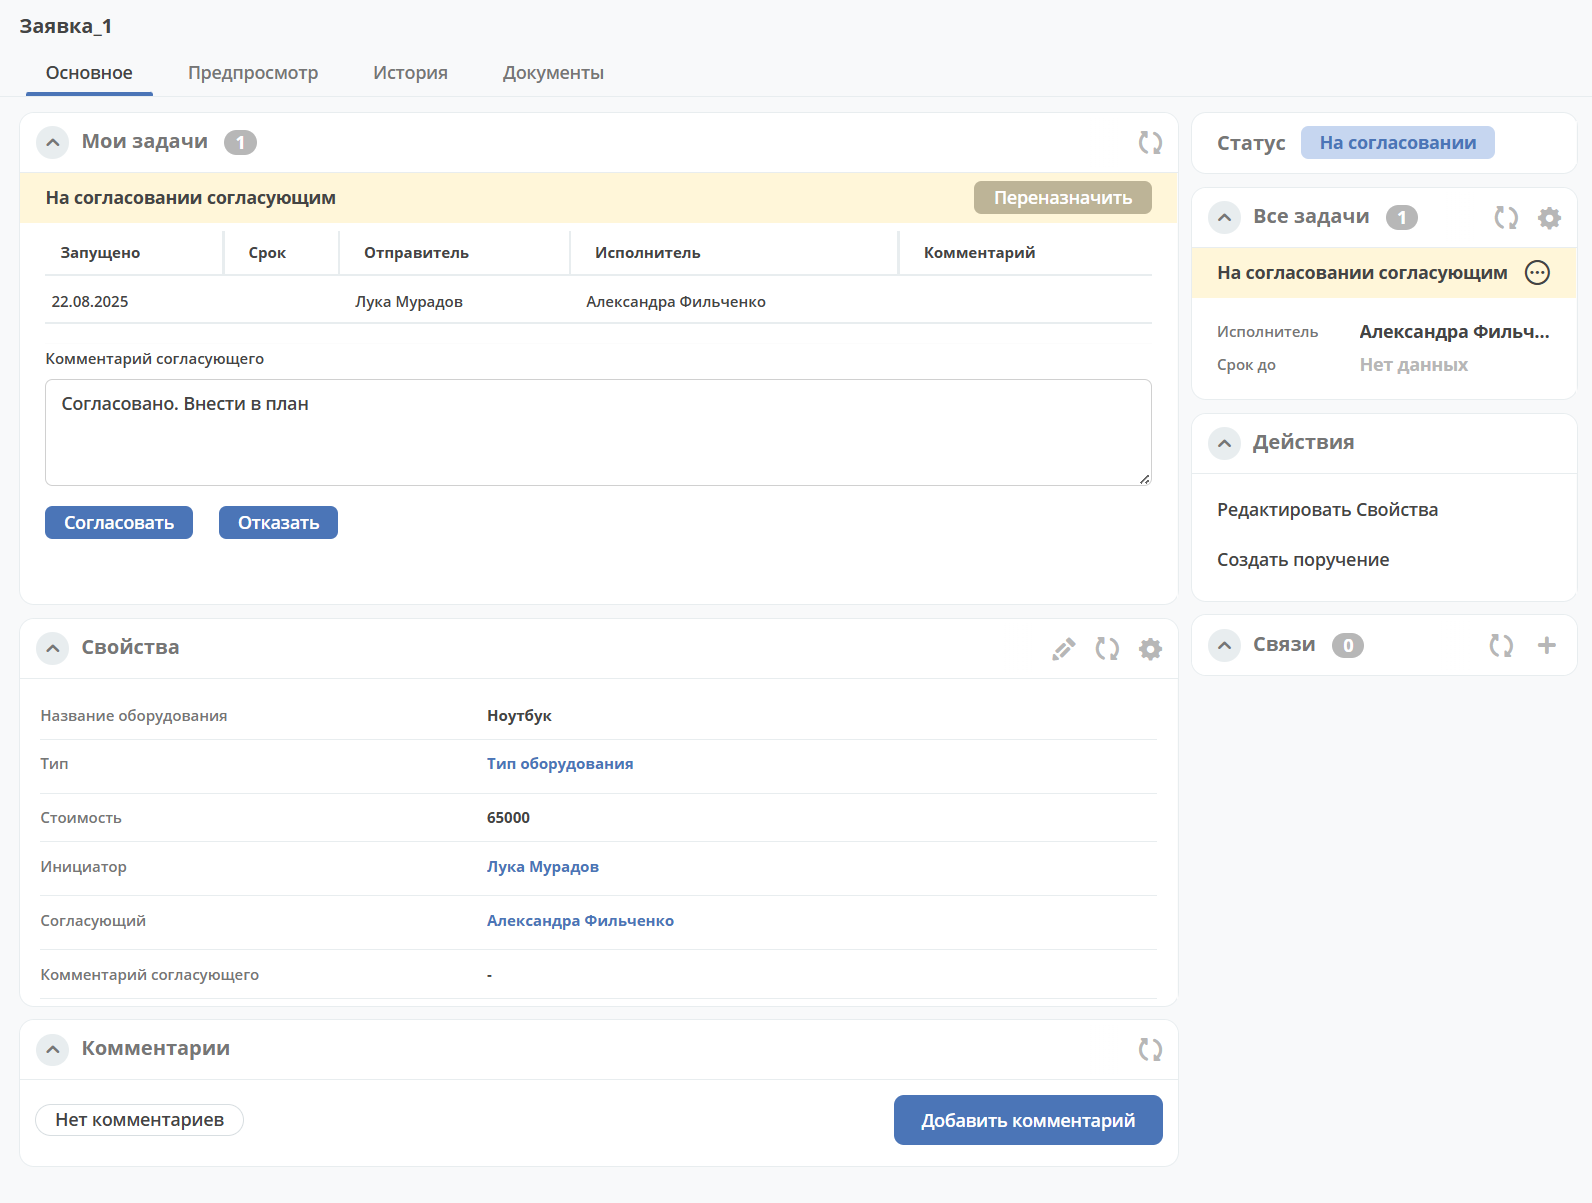 Заявка_1
Основное Предпросмотр История Документы
Мои задачи 1
На согласовании согласующим Переназначить
Запущено Срок Отправитель Исполнитель Комментарий
22.08.2025 Лука Мурадов Александра Фильченко
Комментарий согласующего
Согласовано. Внести в план
Согласовать Отказать
Свойства
Название оборудования Ноутбук
Тип Тип оборудования
Стоимость 65000
Инициатор Лука Мурадов
Согласующий Александра Фильченко
Комментарий согласующего -
Комментарии
Нет комментариев Добавить комментарий
Статус На согласовании
Все задачи 1
На согласовании согласующим
Исполнитель Александра Фильч...
Срок до Нет данных
Действия
Редактировать Свойства
Создать поручение
Связи 0